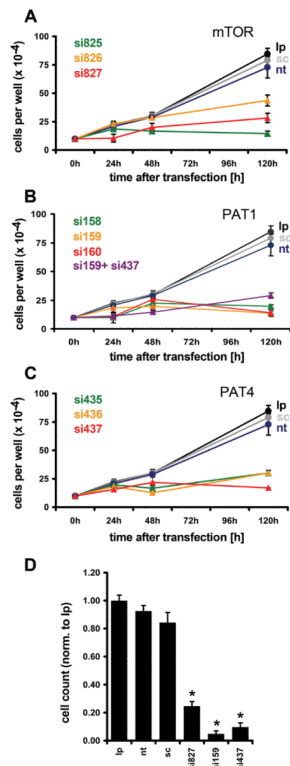 A
mTOR
si825
si826
si827
lp
sc
nt
cells per well (x 10⁻⁴)
100
75
50
25
0
0h 24h 48h 72h 96h 120h
time after transfection [h]
B
PAT1
si158
si159
si160
si159+ si437
lp
sc
nt
cells per well (x 10⁻⁴)
100
75
50
25
0
0h 24h 48h 72h 96h 120h
time after transfection [h]
C
PAT4
si435
si436
si437
lp
sc
nt
cells per well (x 10⁻⁴)
100
75
50
25
0
0h 24h 48h 72h 96h 120h
time after transfection [h]
D
cell count (norm. to lp)
1.20
1.00
0.80
0.60
0.40
0.20
0.00
* * *
lp nt sc si827 si159 si437